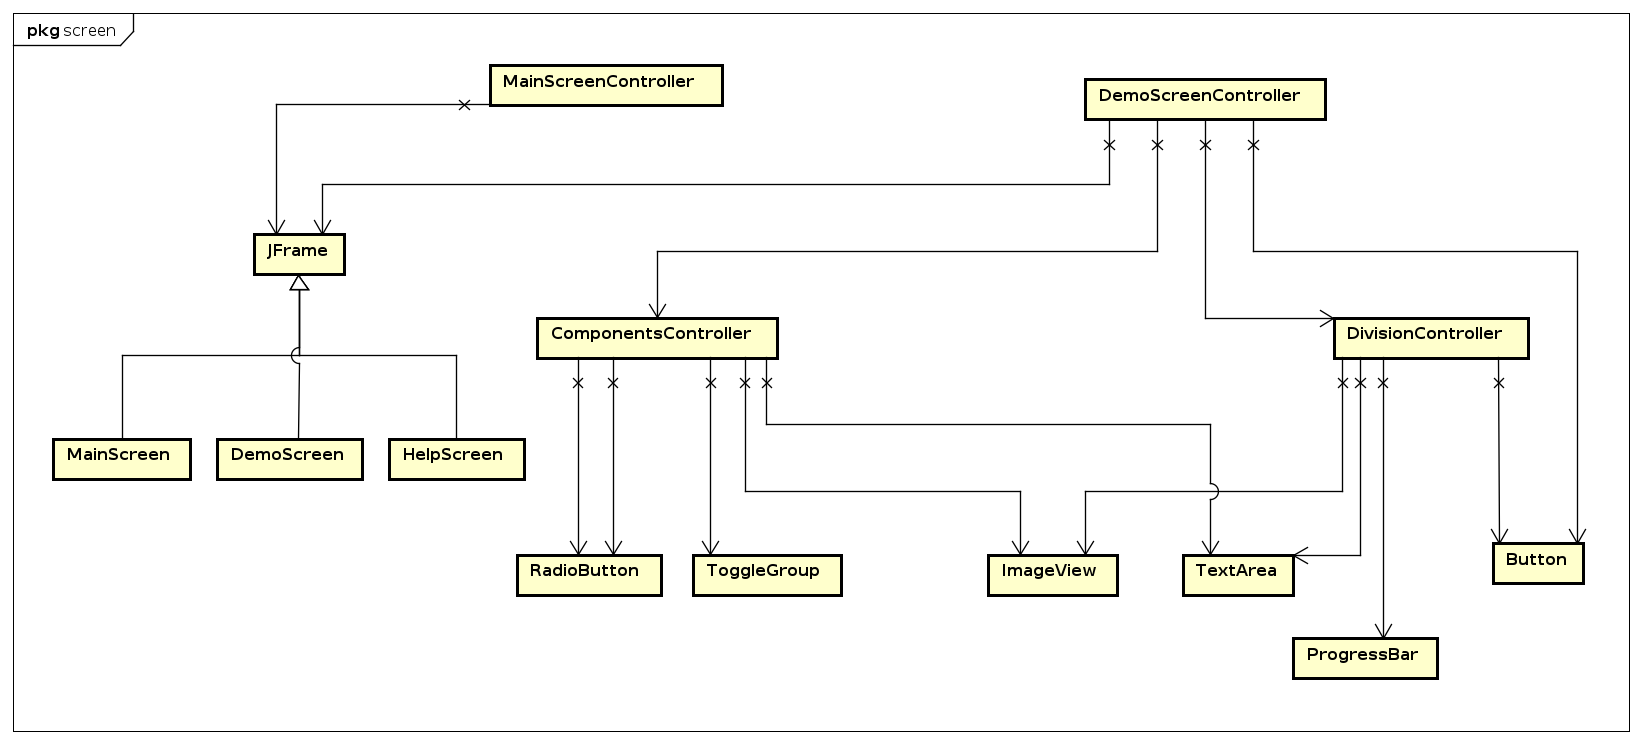 pkg screen
MainScreenController
DemoScreenController
JFrame
ComponentsController
DivisionController
MainScreen
DemoScreen
HelpScreen
RadioButton
ToggleGroup
ImageView
TextArea
Button
ProgressBar